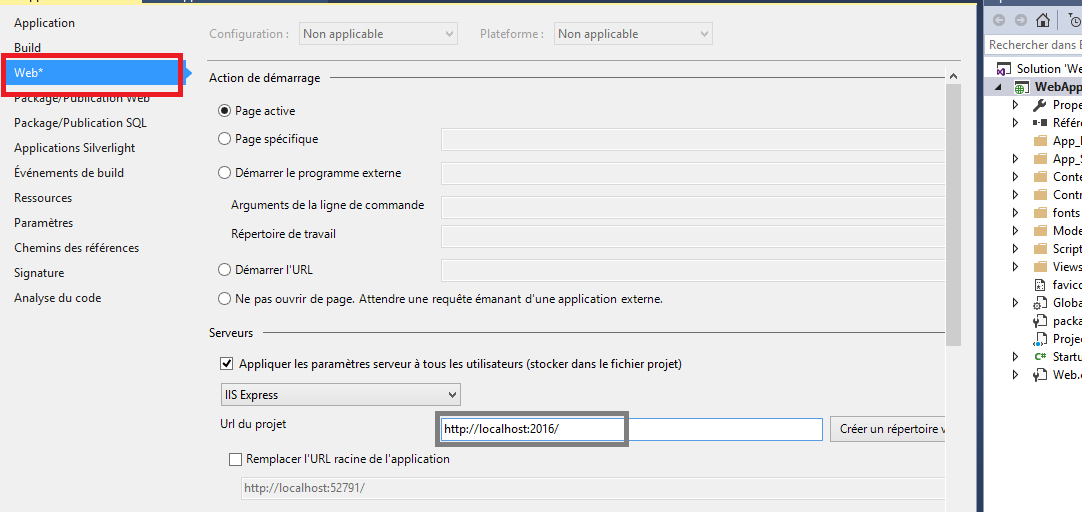 Application
Build
Web*
Package/Publication Web
Package/Publication SQL
Applications Silverlight
Événements de build
Ressources
Paramètres
Chemins des références
Signature
Analyse du code
Configuration : Non applicable Plateforme : Non applicable
Action de démarrage
Page active
Page spécifique
Démarrer le programme externe
Arguments de la ligne de commande
Répertoire de travail
Démarrer l'URL
Ne pas ouvrir de page. Attendre une requête émanant d'une application externe.
Serveurs
Appliquer les paramètres serveur à tous les utilisateurs (stocker dans le fichier projet)
IIS Express
Url du projet http://localhost:2016/ Créer un répertoire v
Remplacer l'URL racine de l'application
http://localhost:52791/
Rechercher dans
Solution 'We
WebApp
Prope
Référe
App_
App_S
Conte
Contr
fonts
Mode
Script
Views
favico
Globa
packa
Projec
C# Startu
Web.c